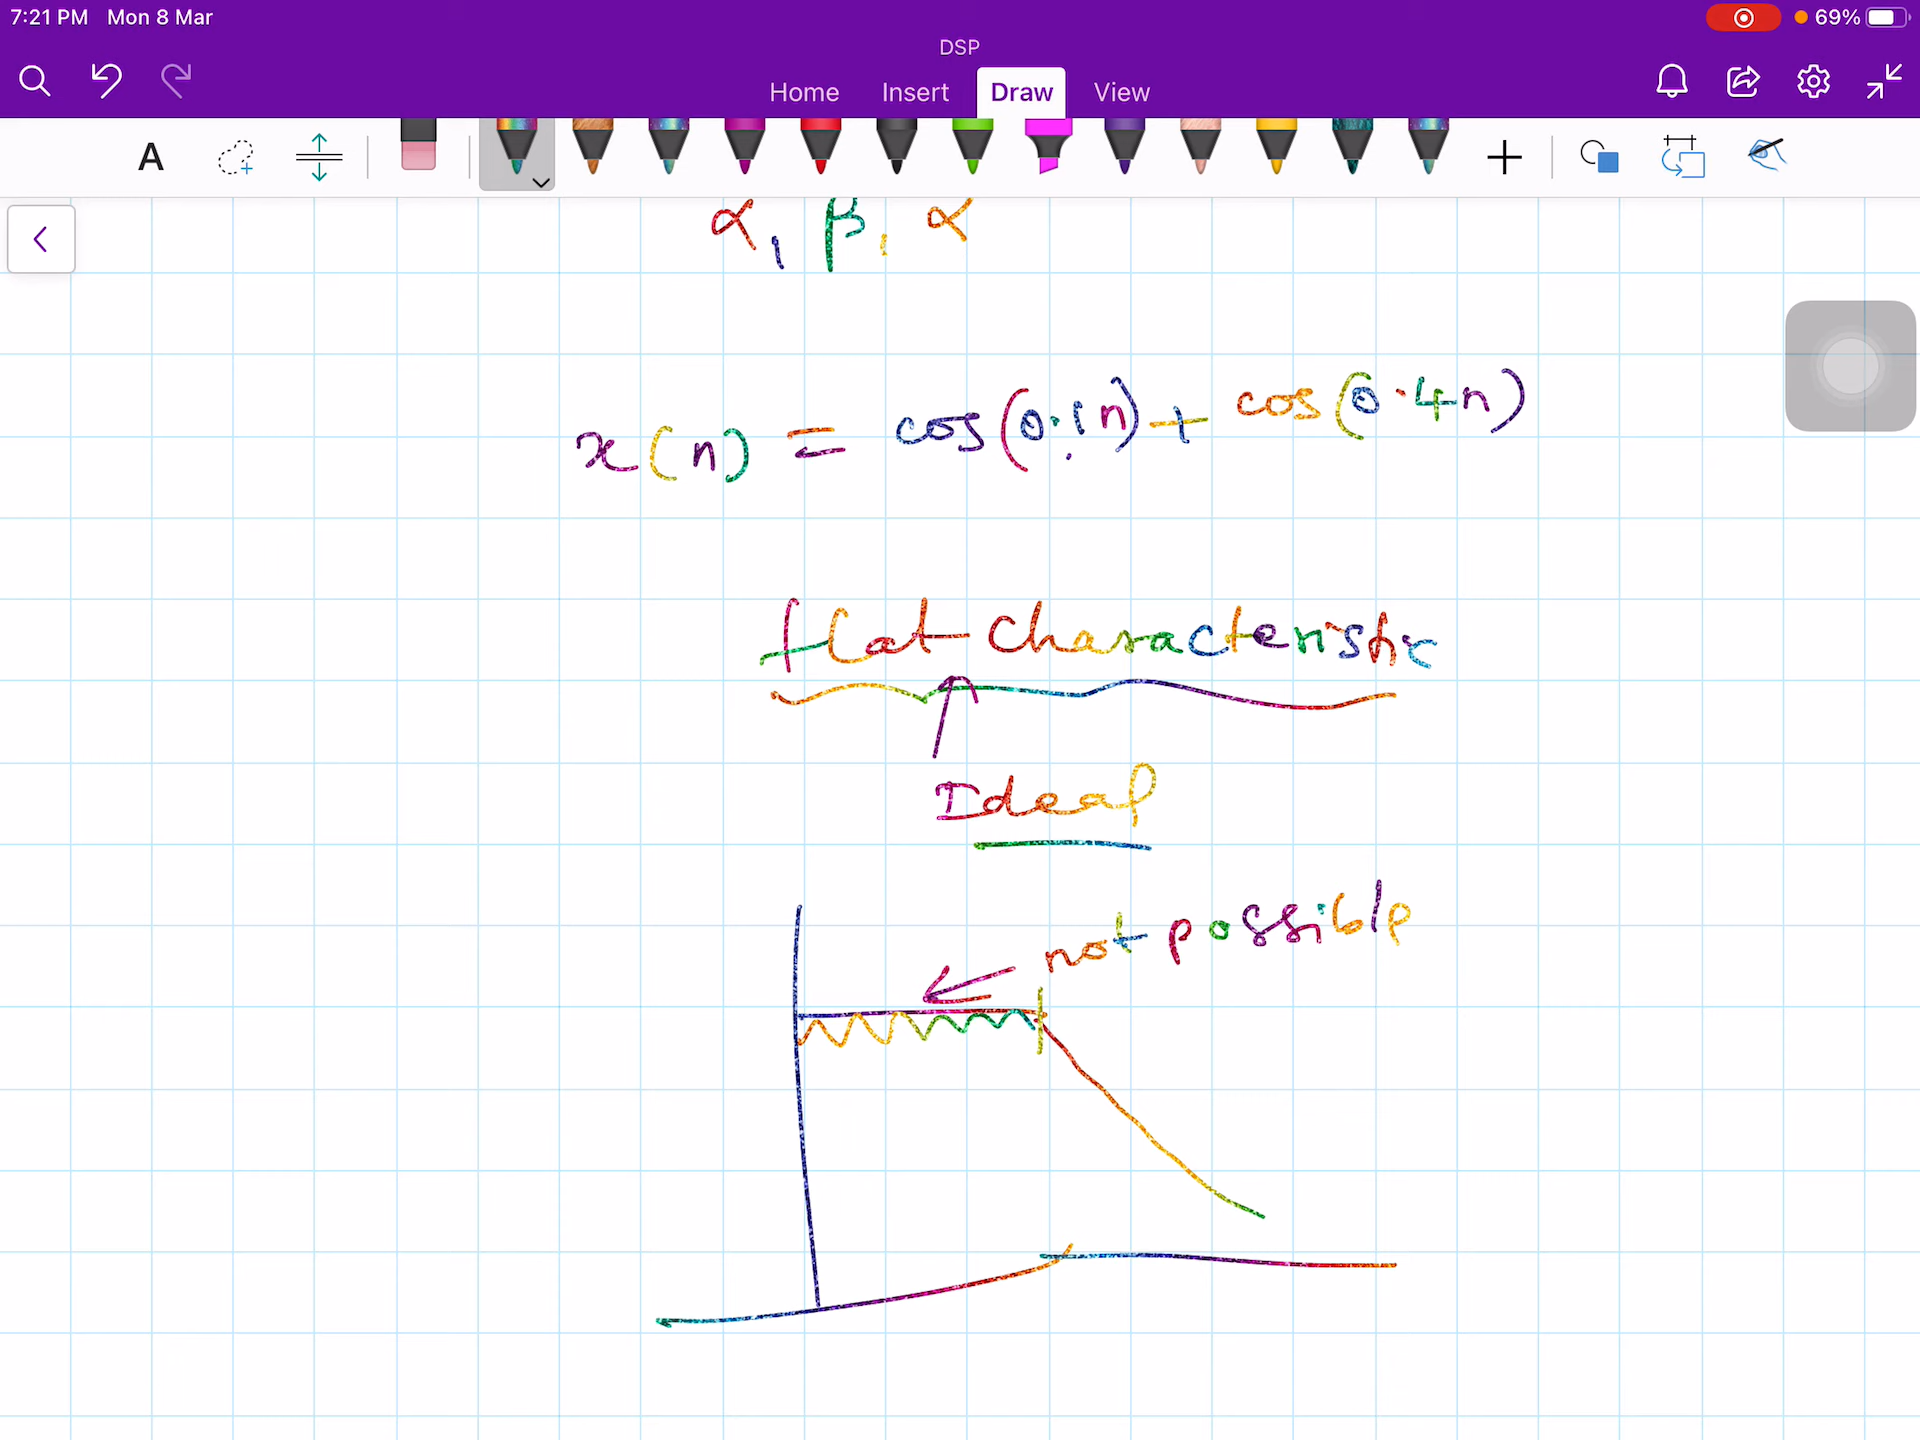 7:21 PM Mon 8 Mar 69%
DSP
Home Insert Draw View
A
α, β, α
x(n) = cos(0.1n) + cos(0.4n)
flat characteristic
Ideal
not possible